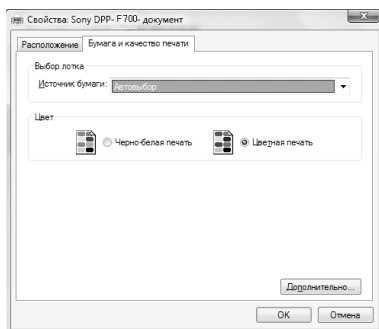 Свойства: Sony DPP- F700- документ
Расположение Бумага и качество печати
Выбор лотка
Источник бумаги: Автовыбор
Цвет
Черно-белая печать Цветная печать
Дополнительно...
OK Отмена